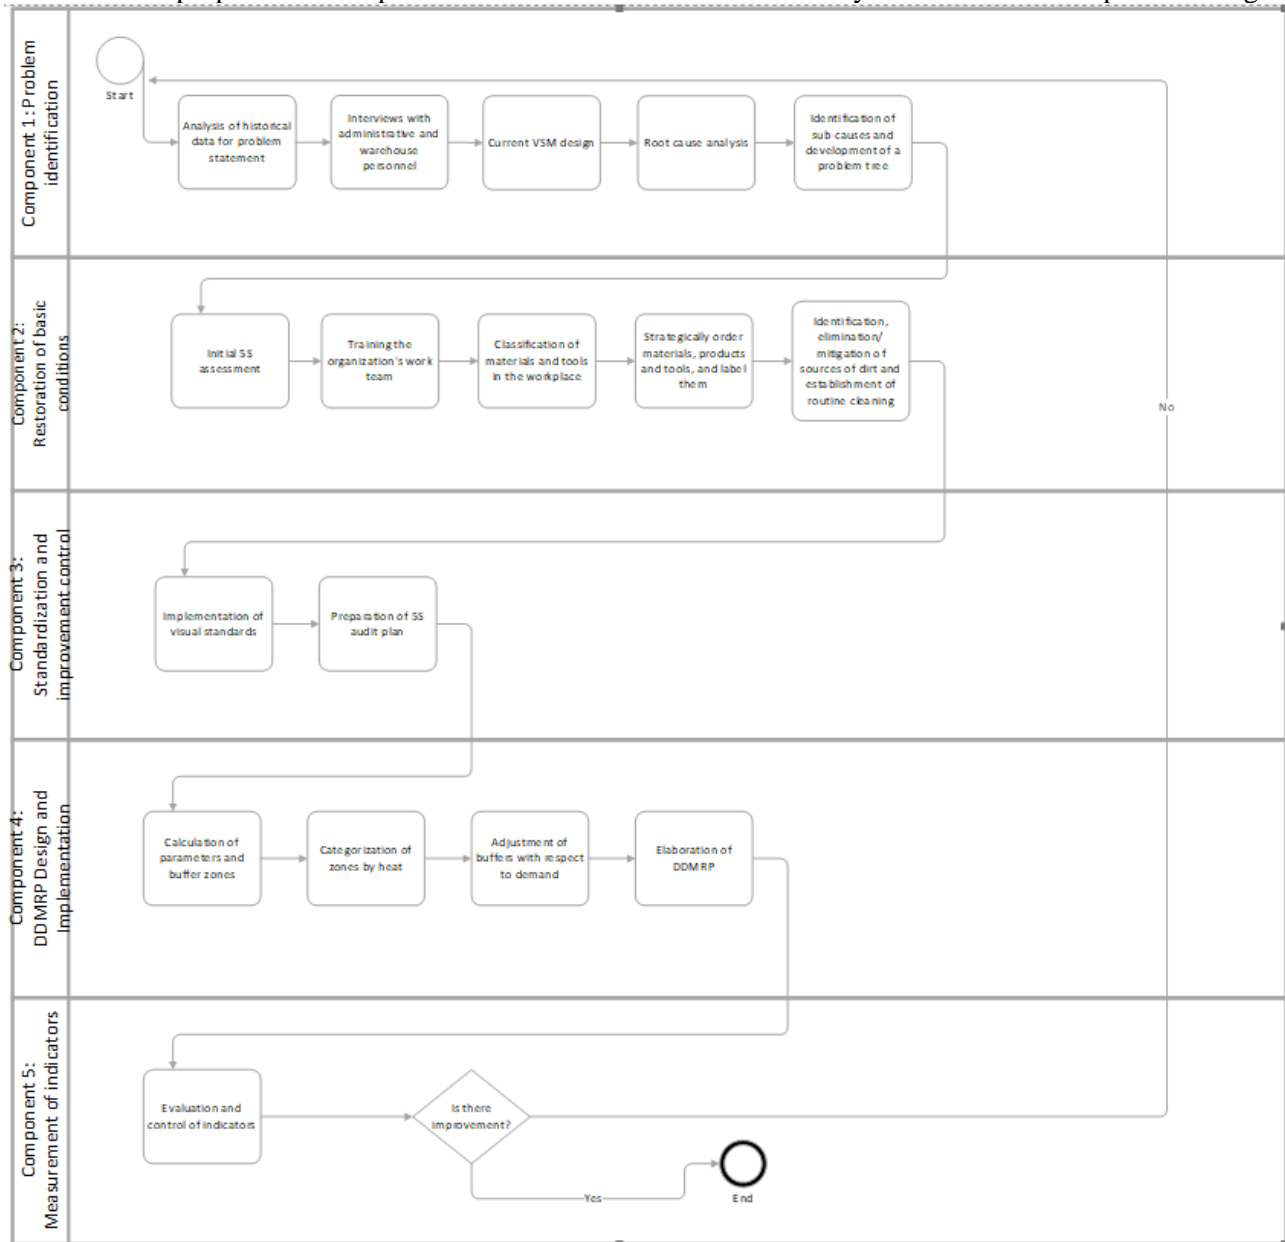 Component 1: Problem
identification
Start
Analysis of historical
data for problem
statement
Interviews with
administrative and
warehouse
personnel
Current VSM design
Root cause analysis
Identification of
sub-causes and
development of a
problem tree
Component 2:
Restoration of basic
conditions
Initial 5S
assessment
Training the
organization's work
team
Classification of
materials and tools
in the workplace
Strategically order
materials, products
and tools, and label
them
Identification,
elimination/
mitigation of
sources of dirt and
establishment of
routine cleaning
No
Component 3:
Standardization and
improvement control
Implementation of
visual standards
Preparation of 5S
audit plan
Component 4:
DDMRP Design and
Implementation
Calculation of
parameters and
buffer zones
Categorization of
zones by heat
Adjustment of
buffers with respect
to demand
Elaboration of
DDMRP
Component 5:
Measurement of indicators
Evaluation and
control of indicators
Is there
improvement?
Yes
End